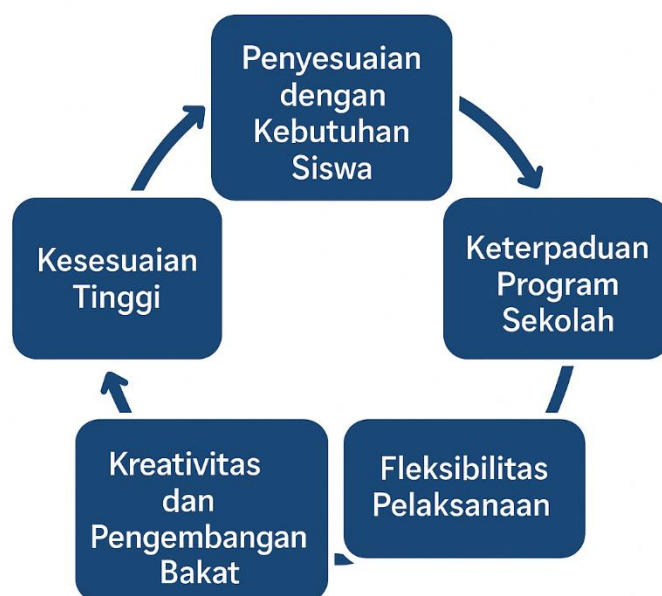 Penyesuaian
dengan
Kebutuhan
Siswa
Keterpaduan
Program
Sekolah
Fleksibilitas
Pelaksanaan
Kreativitas
dan
Pengembangan
Bakat
Kesesuaian
Tinggi